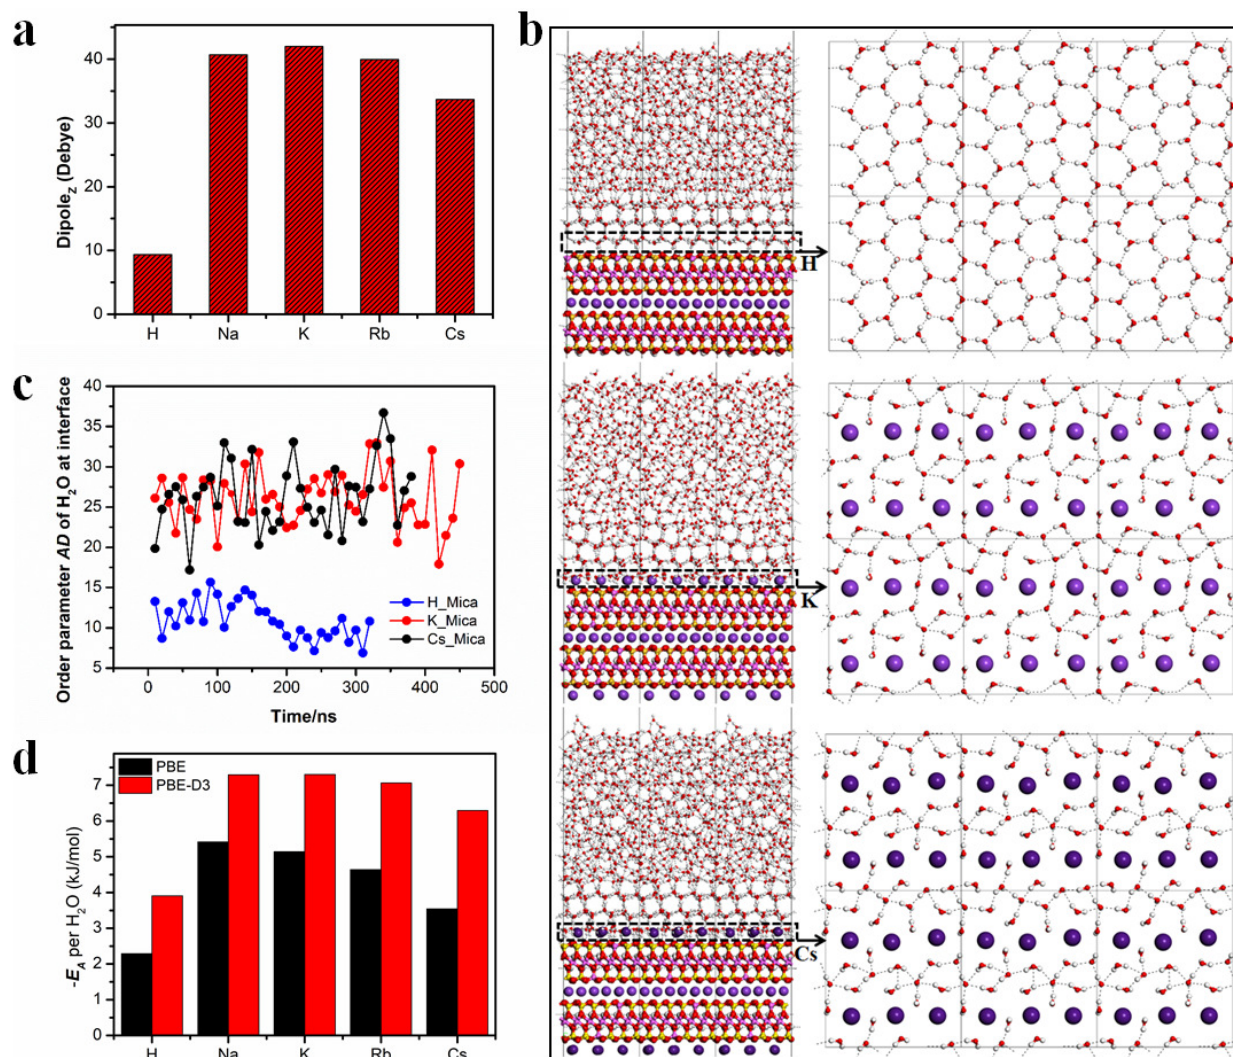 a
Dipole_Z (Debye)
40
30
20
10
0
H Na K Rb Cs
b
H
K
Cs
c
Order parameter AD of H₂O at interface
40
35
30
25
20
15
10
5
H_Mica
K_Mica
Cs_Mica
0 100 200 300 400 500
Time/ns
d
-E_A per H₂O (kJ/mol)
PBE
PBE-D3
7
6
5
4
3
2
1
0
H Na K Rb Cs